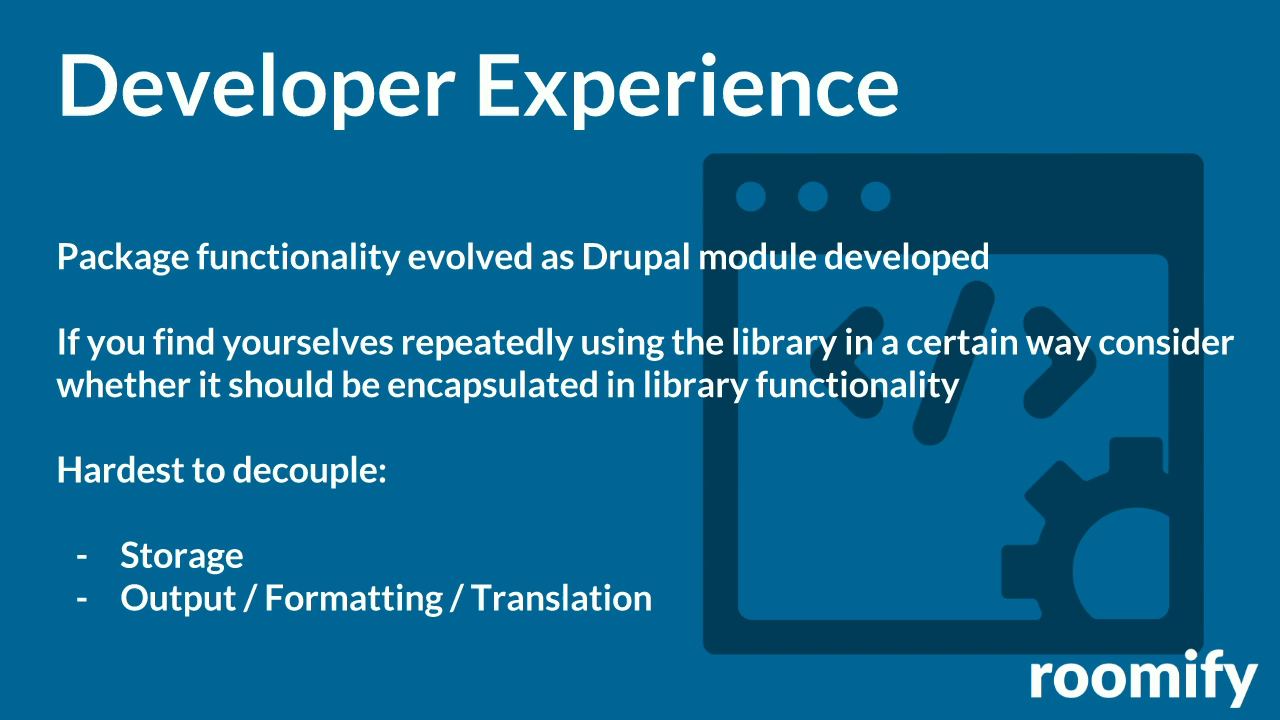 Developer Experience
Package functionality evolved as Drupal module developed
If you find yourselves repeatedly using the library in a certain way consider
whether it should be encapsulated in library functionality
Hardest to decouple:
- Storage
- Output / Formatting / Translation
</>
roomify